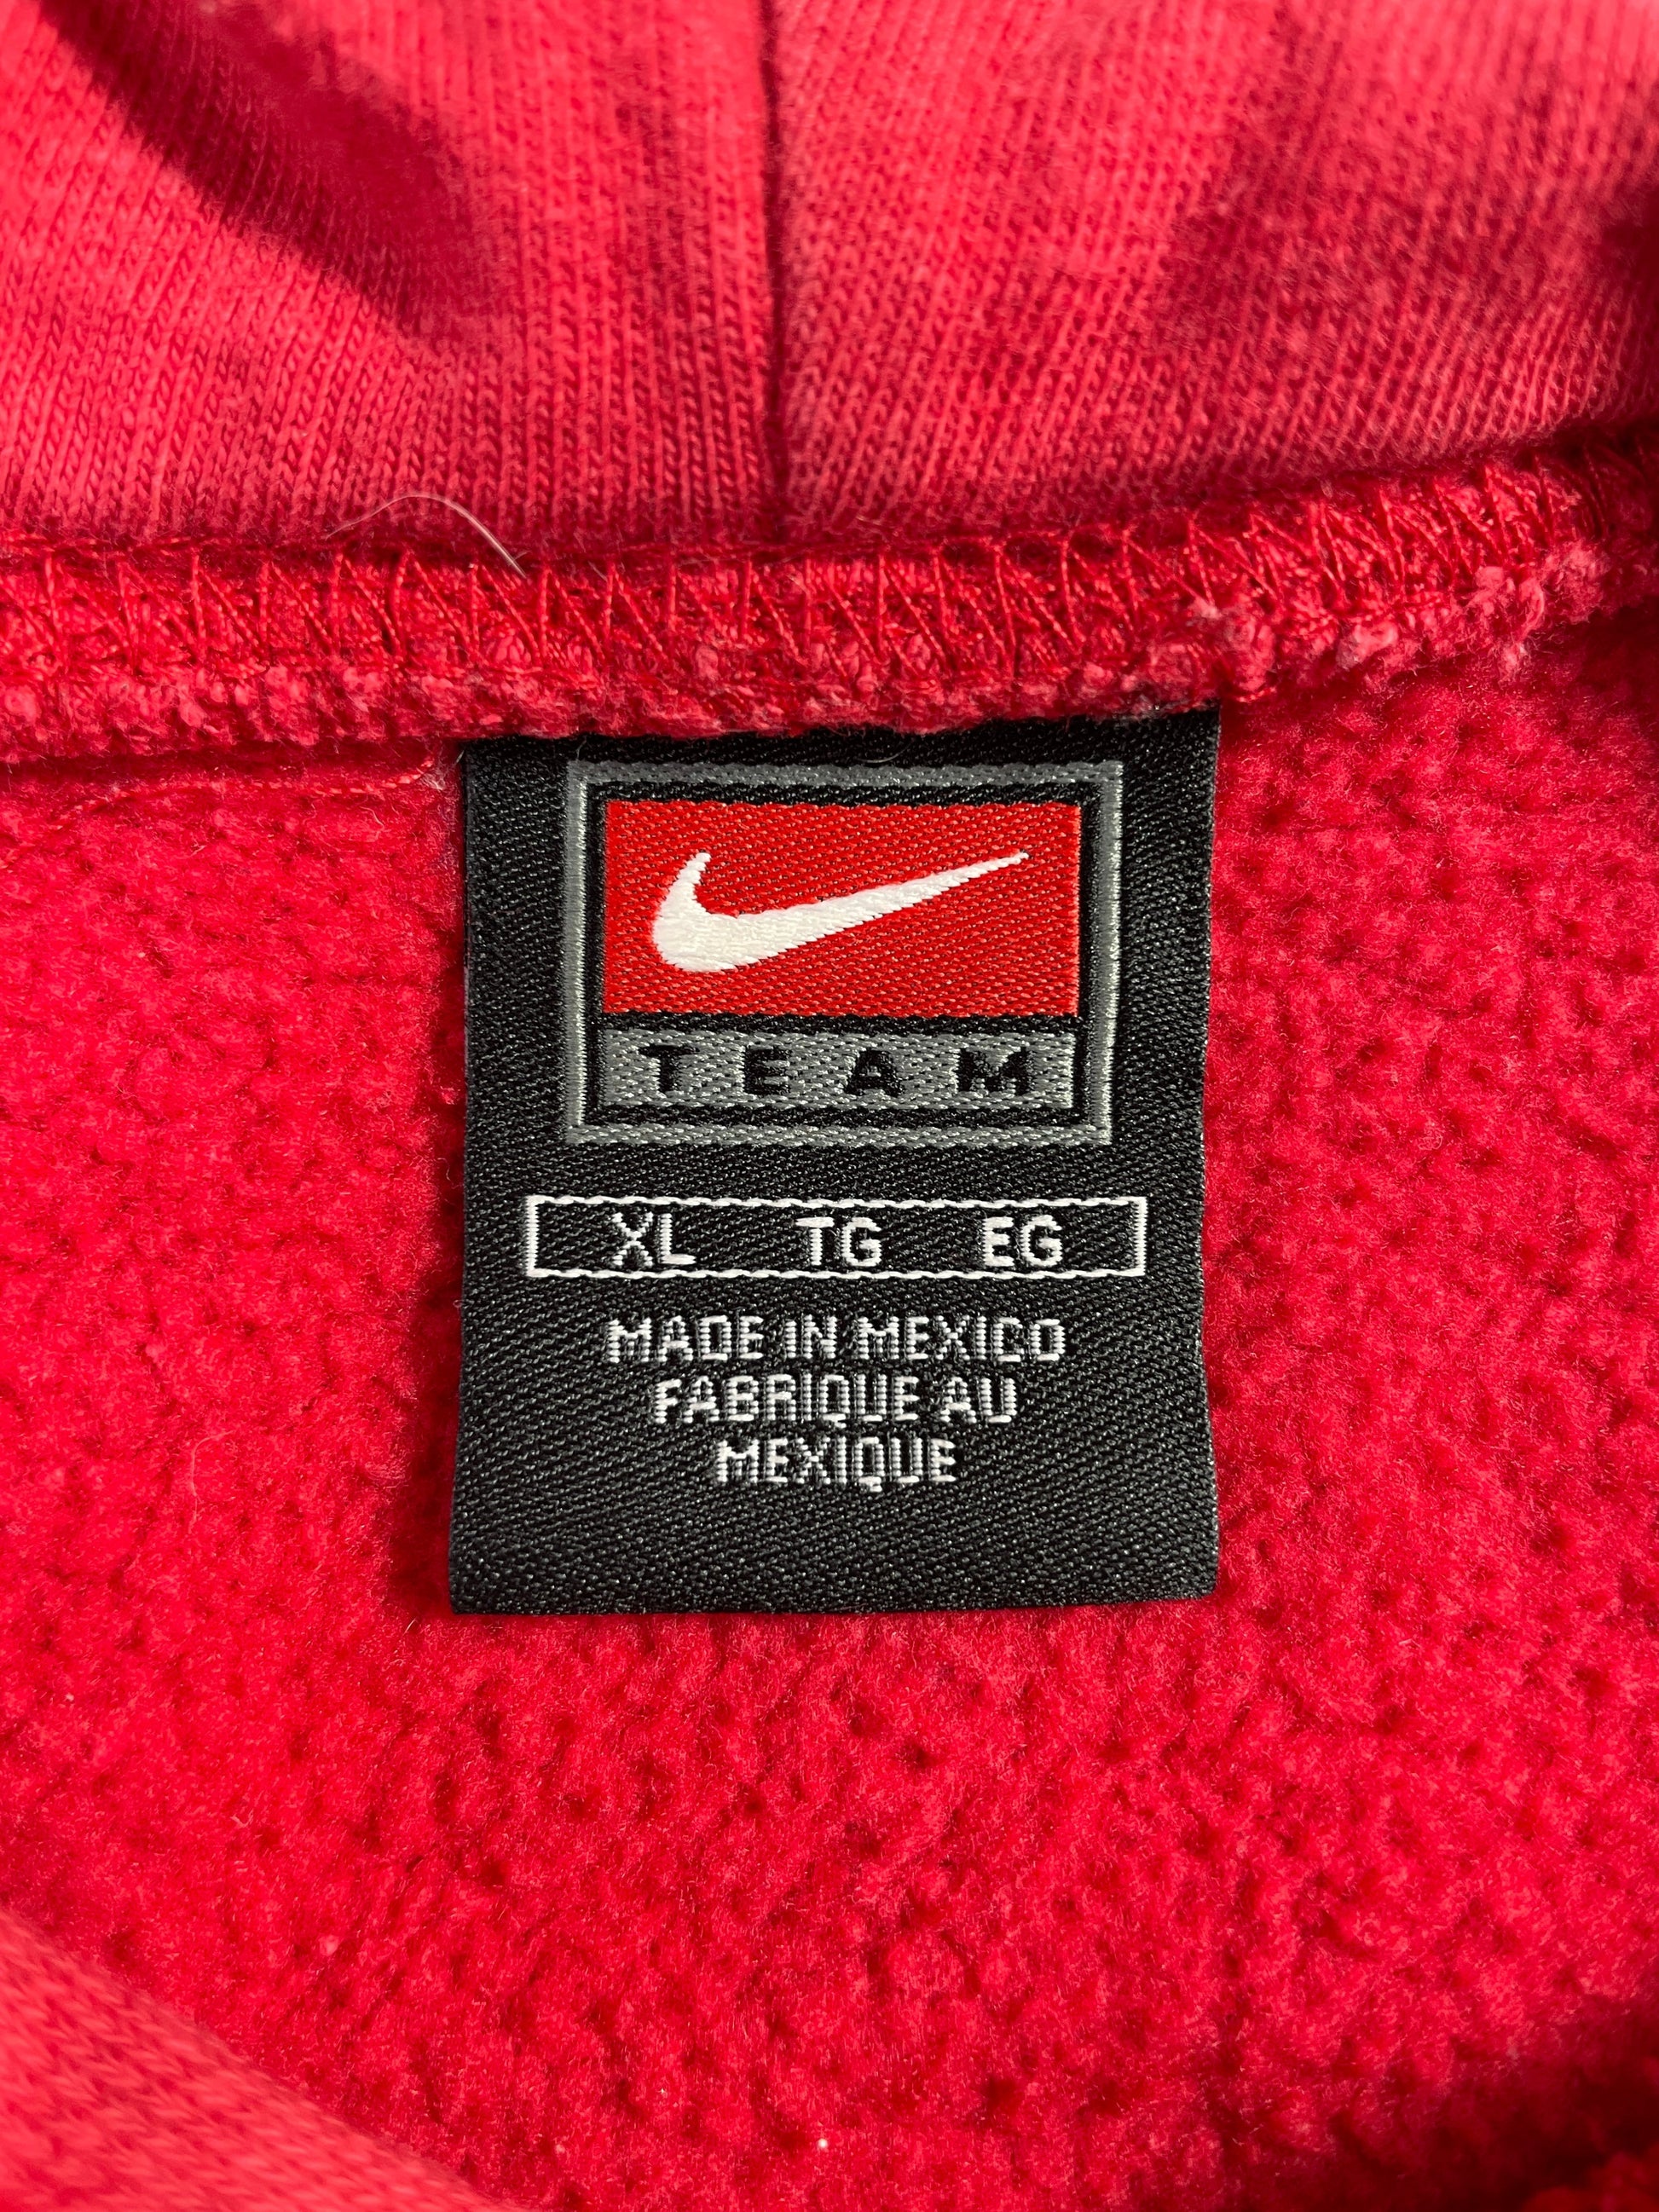 TEAM
XL TG EG
MADE IN MEXICO
FABRIQUE AU
MEXIQUE